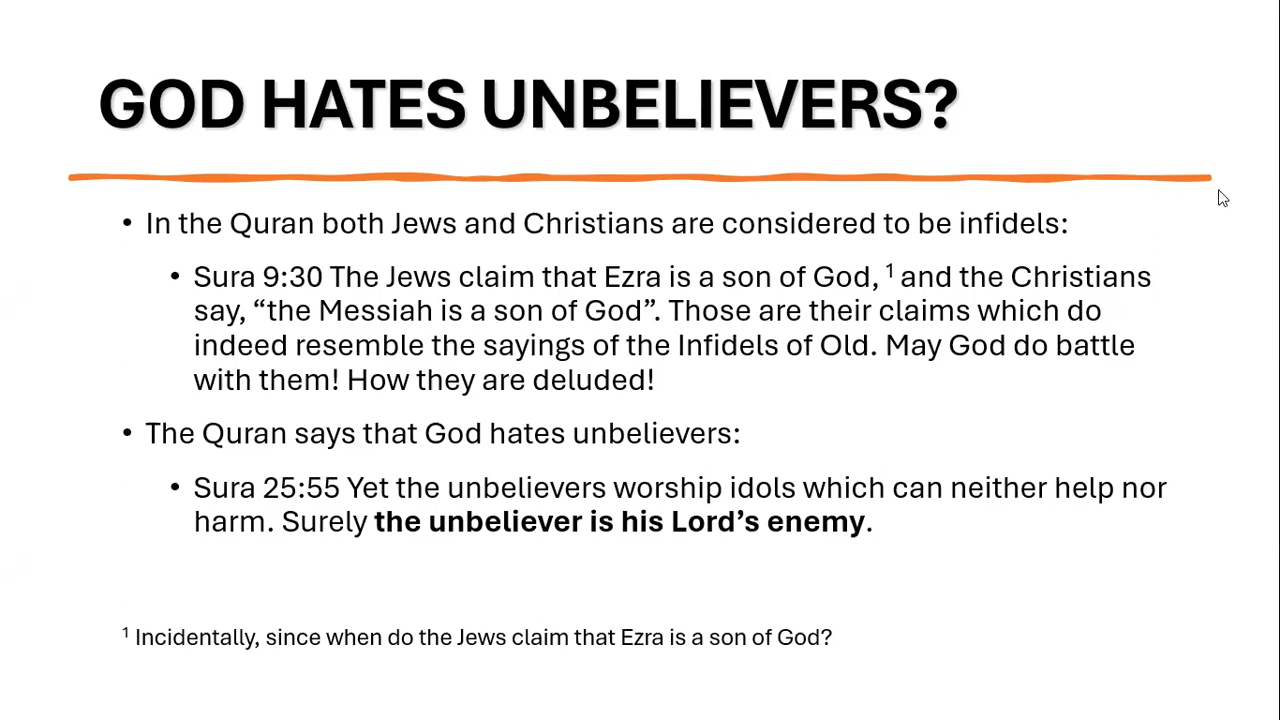 GOD HATES UNBELIEVERS?
• In the Quran both Jews and Christians are considered to be infidels:
• Sura 9:30 The Jews claim that Ezra is a son of God, ¹ and the Christians
say, “the Messiah is a son of God”. Those are their claims which do
indeed resemble the sayings of the Infidels of Old. May God do battle
with them! How they are deluded!
• The Quran says that God hates unbelievers:
• Sura 25:55 Yet the unbelievers worship idols which can neither help nor
harm. Surely the unbeliever is his Lord’s enemy.
¹ Incidentally, since when do the Jews claim that Ezra is a son of God?